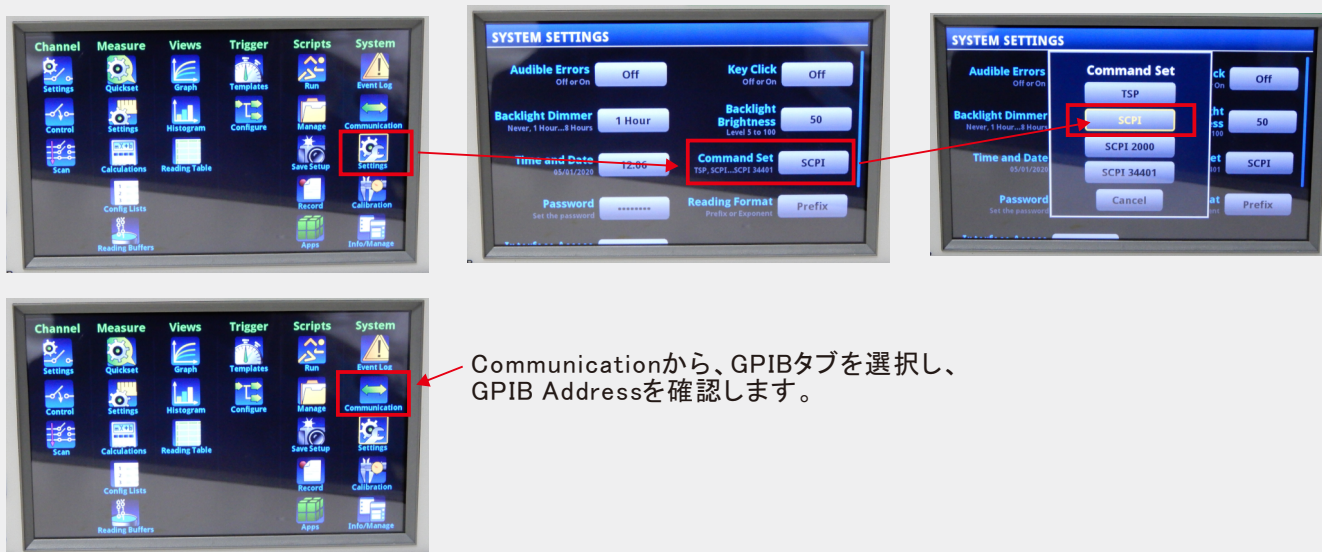 Channel Measure Views Trigger Scripts System
Settings Quickset Graph Templates Run Event Log
Control Settings Histogram Configure Manage Communication
Scan Calculations Reading Table Save Setup Settings
Config Lists Record Calibration
Reading Buffers Apps Info/Manage
SYSTEM SETTINGS
Audible Errors Off Key Click Off
Off or On Off or On
Backlight Dimmer 1 Hour Backlight Brightness 50
Never, 1 Hour...8 Hours Level 5 to 100
Time and Date 12:06 Command Set SCPI
05/01/2020 TSP, SCPI...SCPI 34401
Password ******** Reading Format Prefix
Set the password Prefix or Exponent
SYSTEM SETTINGS
Audible Errors Command Set ck Off
Off or On TSP On
Backlight Dimmer SCPI ht
Never, 1 Hour...8 Hours ss 50
SCPI 2000 100
Time and Date et SCPI
05/01/2020 SCPI 34401 401
Password Cancel at Prefix
Set the password nent
Channel Measure Views Trigger Scripts System
Settings Quickset Graph Templates Run Event Log
Control Settings Histogram Configure Manage Communication
Scan Calculations Reading Table Save Setup Settings
Config Lists Record Calibration
Reading Buffers Apps Info/Manage
Communicationから、GPIBタブを選択し、
GPIB Addressを確認します。